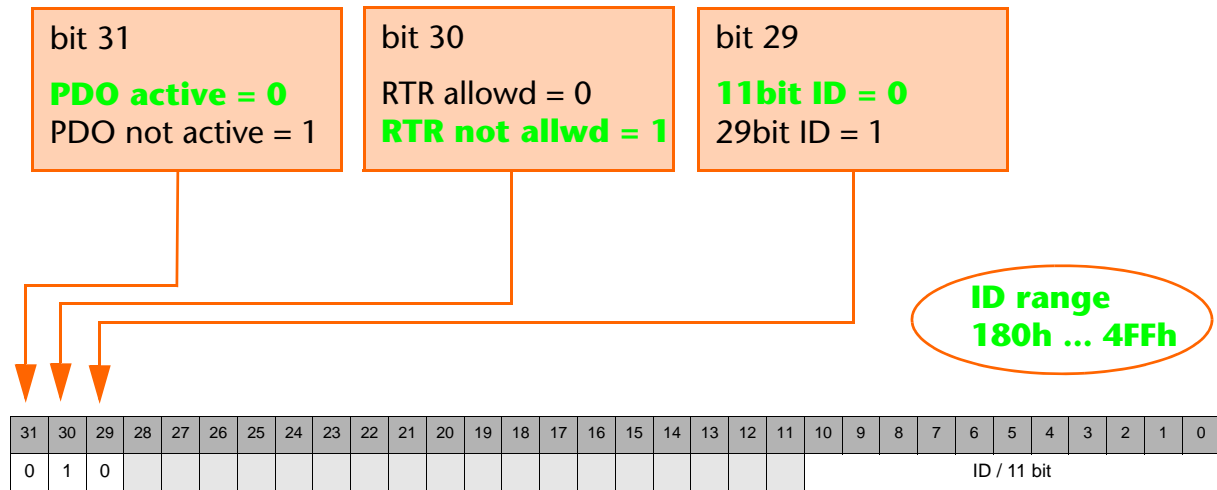 bit 31
PDO active = 0
PDO not active = 1
bit 30
RTR allowd = 0
RTR not allwd = 1
bit 29
11bit ID = 0
29bit ID = 1
ID range
180h ... 4FFh
31 30 29 28 27 26 25 24 23 22 21 20 19 18 17 16 15 14 13 12 11 10 9 8 7 6 5 4 3 2 1 0
0 1 0 ID / 11 bit